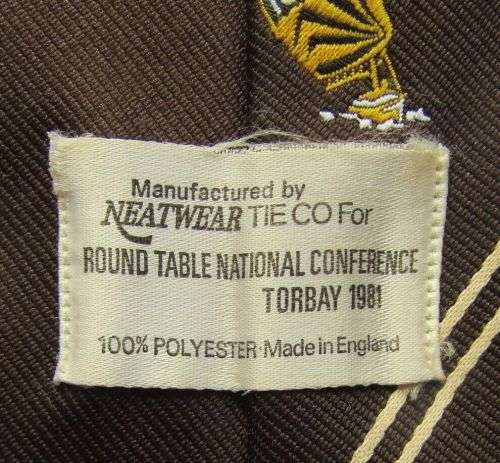 Manufactured by
NEATWEAR TIE CO For
ROUND TABLE NATIONAL CONFERENCE
TORBAY 1981
100% POLYESTER·Made in England